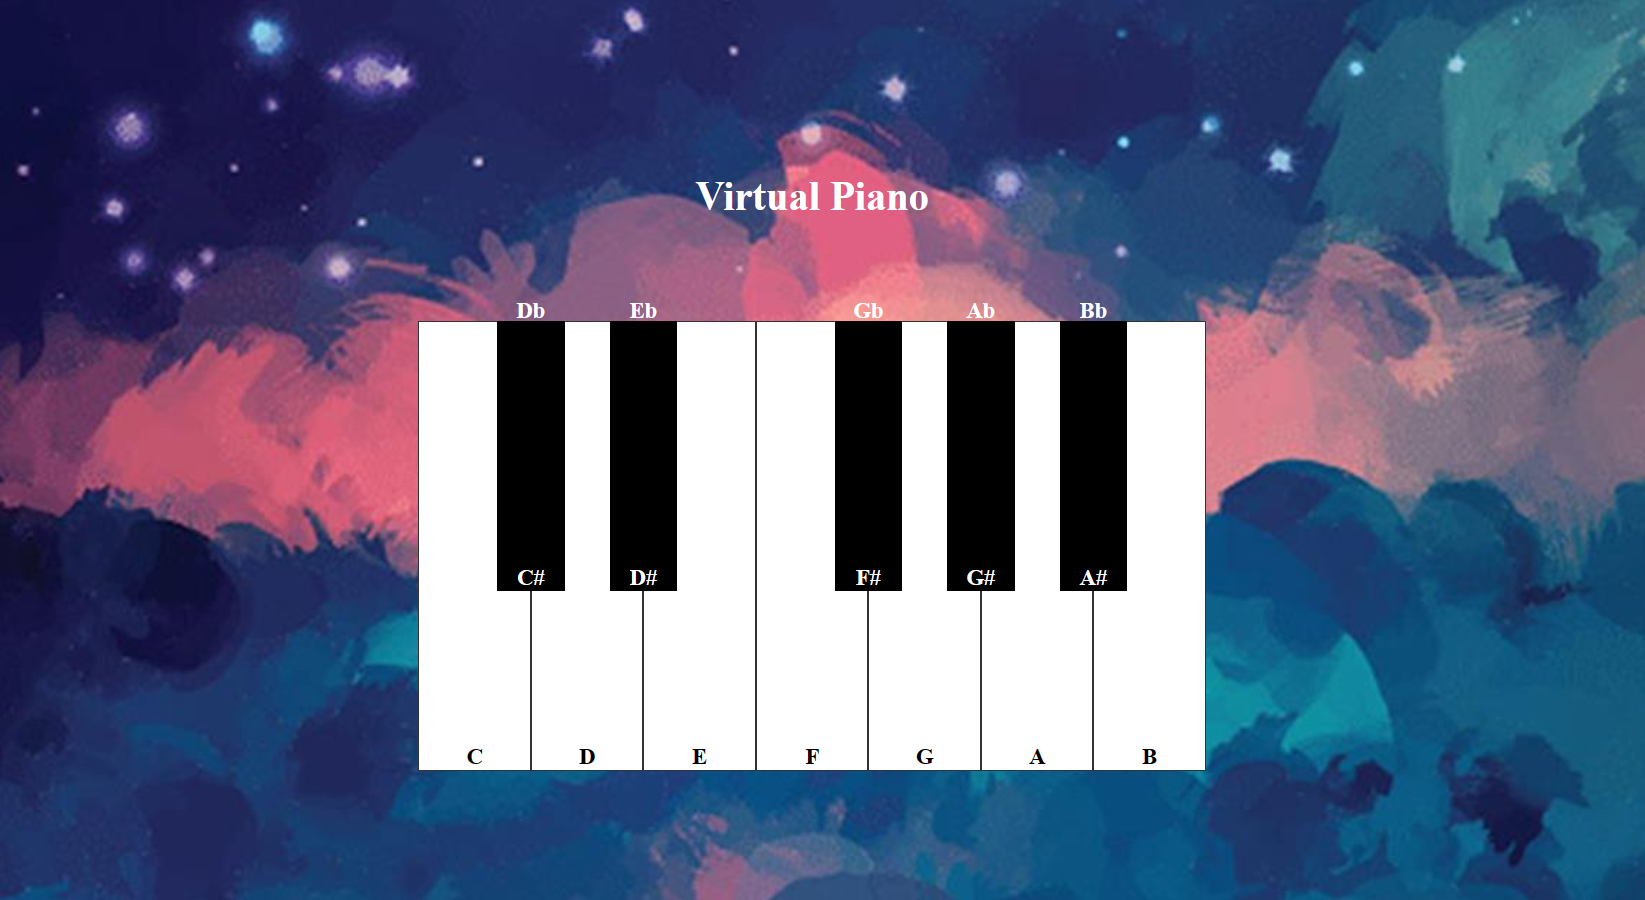 Virtual Piano
Db Eb Gb Ab Bb
C# D# F# G# A#
C D E F G A B